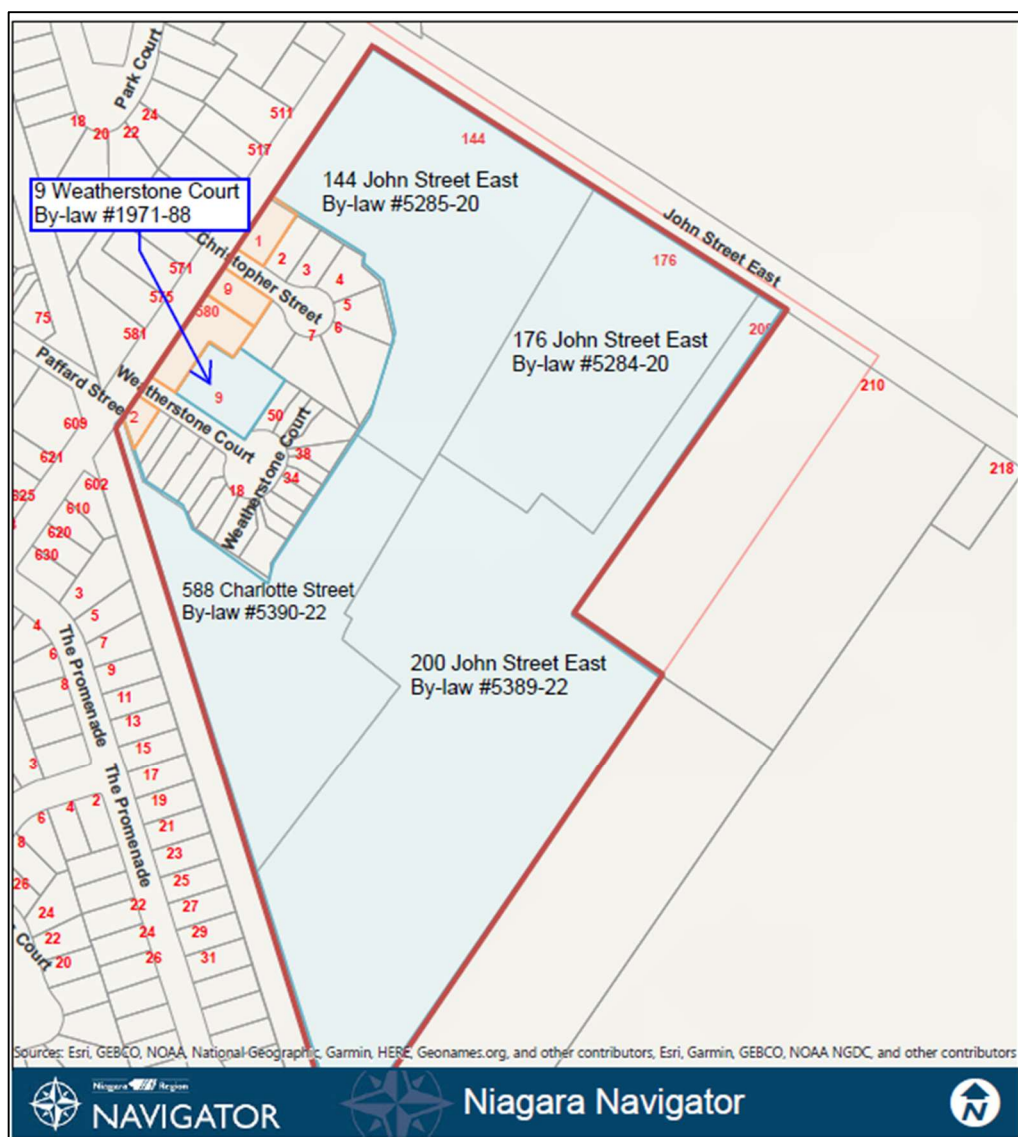 Park Court
24
18
20
22
511
517
144
144 John Street East
By-law #5285-20
9 Weatherstone Court
By-law #1971-88
John Street East
176
Christopher Street
1
2
3
4
5
6
7
571
575
9
580
581
75
176 John Street East
By-law #5284-20
210
Paffard Street
Weatherstone Court
2
9
50
Weatherstone Court
38
34
18
609
621
625
602
610
620
630
218
588 Charlotte Street
By-law #5390-22
200 John Street East
By-law #5389-22
3
5
4
6
7
8
9
11
13
15
17
19
21
23
25
27
29
31
The Promenade
The Promenade
3
2
4
6
8
26
24
22
20
22
24
26
Court
Sources: Esri, GEBCO, NOAA, National Geographic, Garmin, HERE, Geonames.org, and other contributors, Esri, Garmin, GEBCO, NOAA NGDC, and other contributors
Niagara Region
NAVIGATOR
Niagara Navigator
N